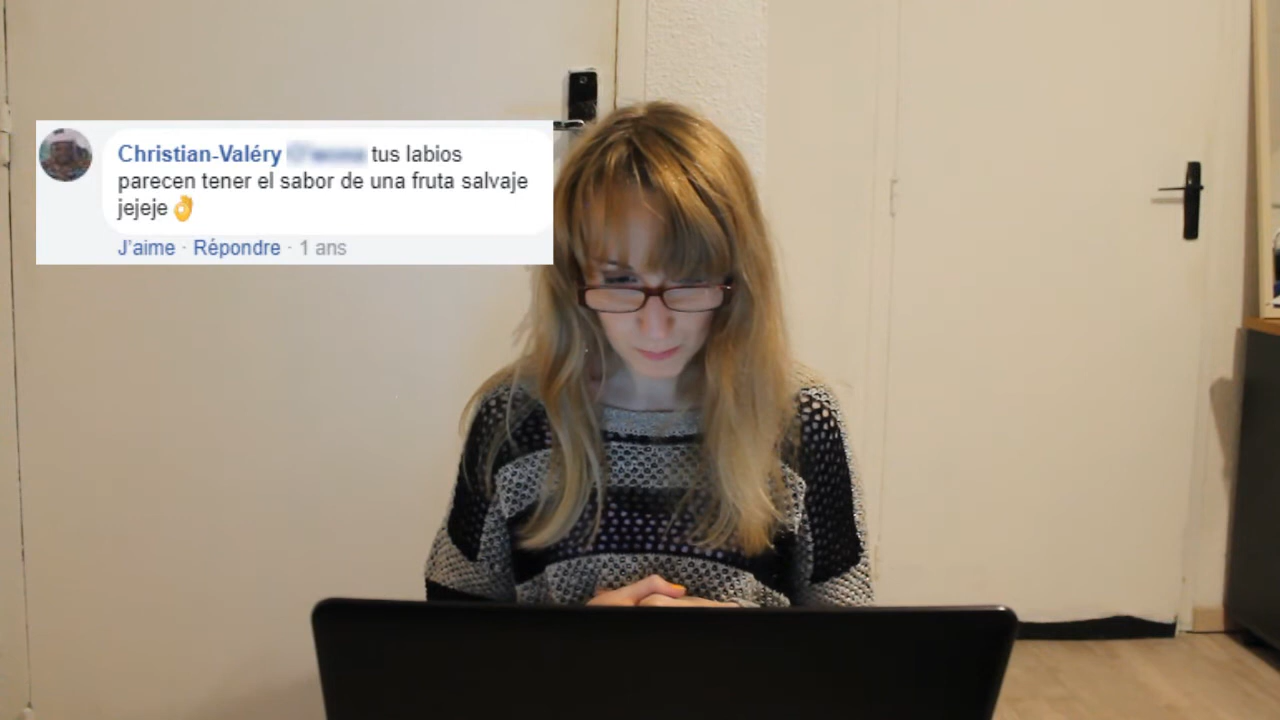 Christian-Valéry tus labios
parecen tener el sabor de una fruta salvaje
jejeje👌
J'aime · Répondre · 1 ans